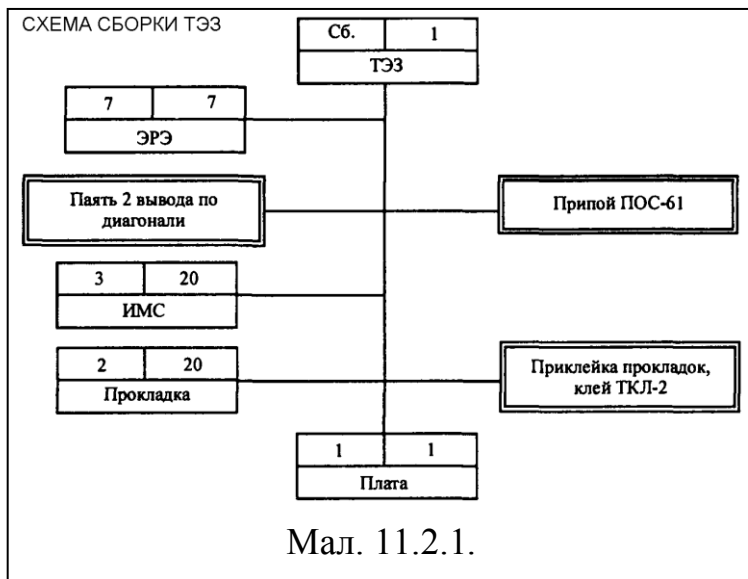 СХЕМА СБОРКИ ТЭЗ
Сб. 1
ТЭЗ
7 7
ЭРЭ
Паять 2 вывода по
диагонали
Припой ПОС-61
3 20
ИМС
2 20
Прокладка
Приклейка прокладок,
клей ТКЛ-2
1 1
Плата
Мал. 11.2.1.